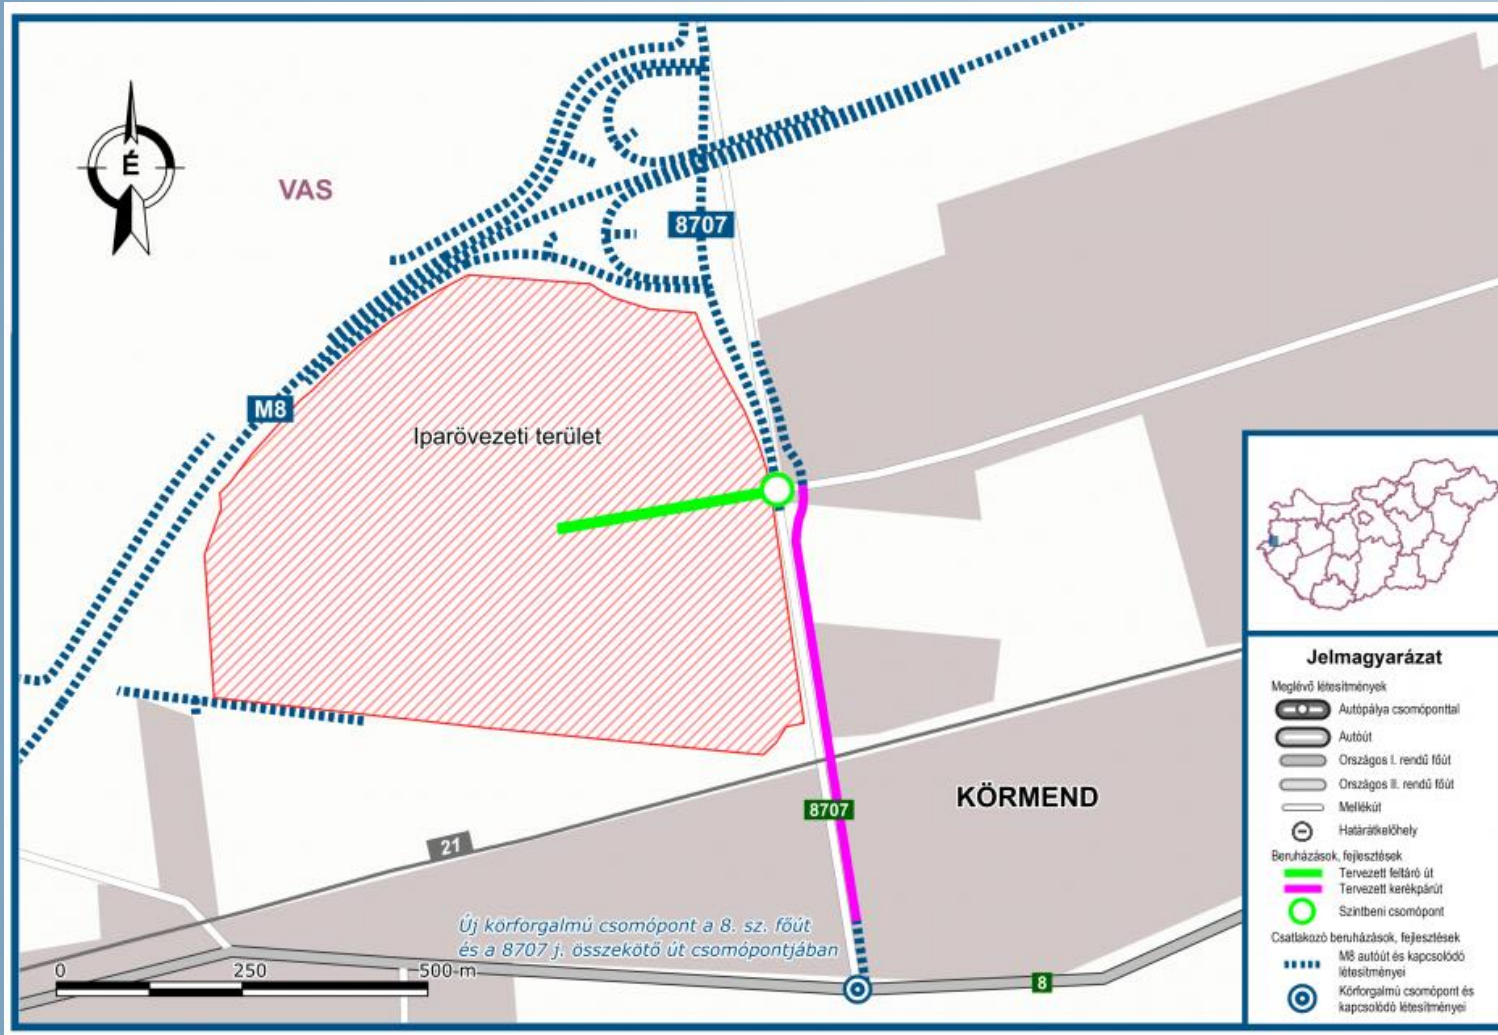 É
VAS
8707
M8
Iparövezeti terület
KÖRMEND
8707
21
Új körforgalmú csomópont a 8. sz. főút
és a 8707 j. összekötő út csomópontjában
0 250 500 m
8
Jelmagyarázat
Meglévő létesítmények
Autópálya csomóponttal
Autóút
Országos I. rendű főút
Országos II. rendű főút
Mellékút
Határátkelőhely
Beruházások, fejlesztések
Tervezett feltáró út
Tervezett kerékpárút
Szintbeni csomópont
Csatlakozó beruházások, fejlesztések
M8 autóút és kapcsolódó
létesítményei
Körforgalmú csomópont és
kapcsolódó létesítményei